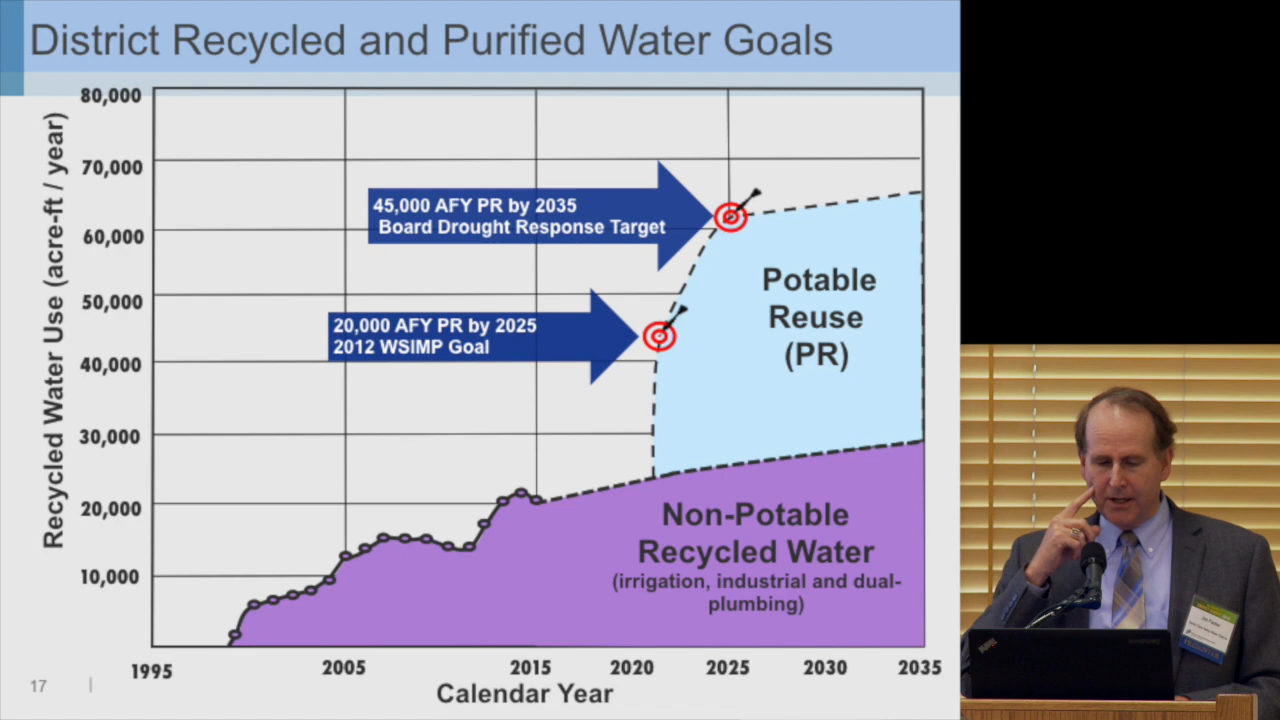 District Recycled and Purified Water Goals
Recycled Water Use (acre-ft / year)
80,000
70,000
60,000
50,000
40,000
30,000
20,000
10,000
45,000 AFY PR by 2035
Board Drought Response Target
20,000 AFY PR by 2025
2012 WSIMP Goal
Potable
Reuse
(PR)
Non-Potable
Recycled Water
(irrigation, industrial and dual-
plumbing)
1995 2005 2015 2020 2025 2030 2035
Calendar Year
17